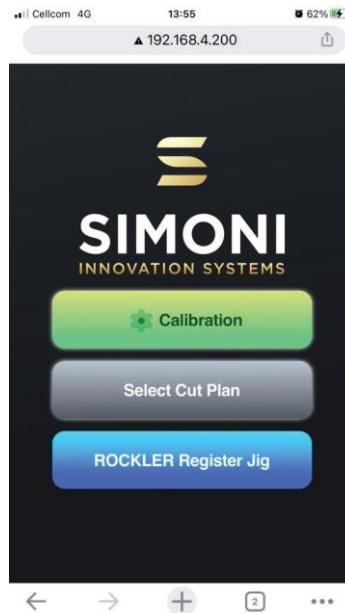 Cellcom 4G 13:55 62%
192.168.4.200
SIMONI
INNOVATION SYSTEMS
Calibration
Select Cut Plan
ROCKLER Register Jig
2